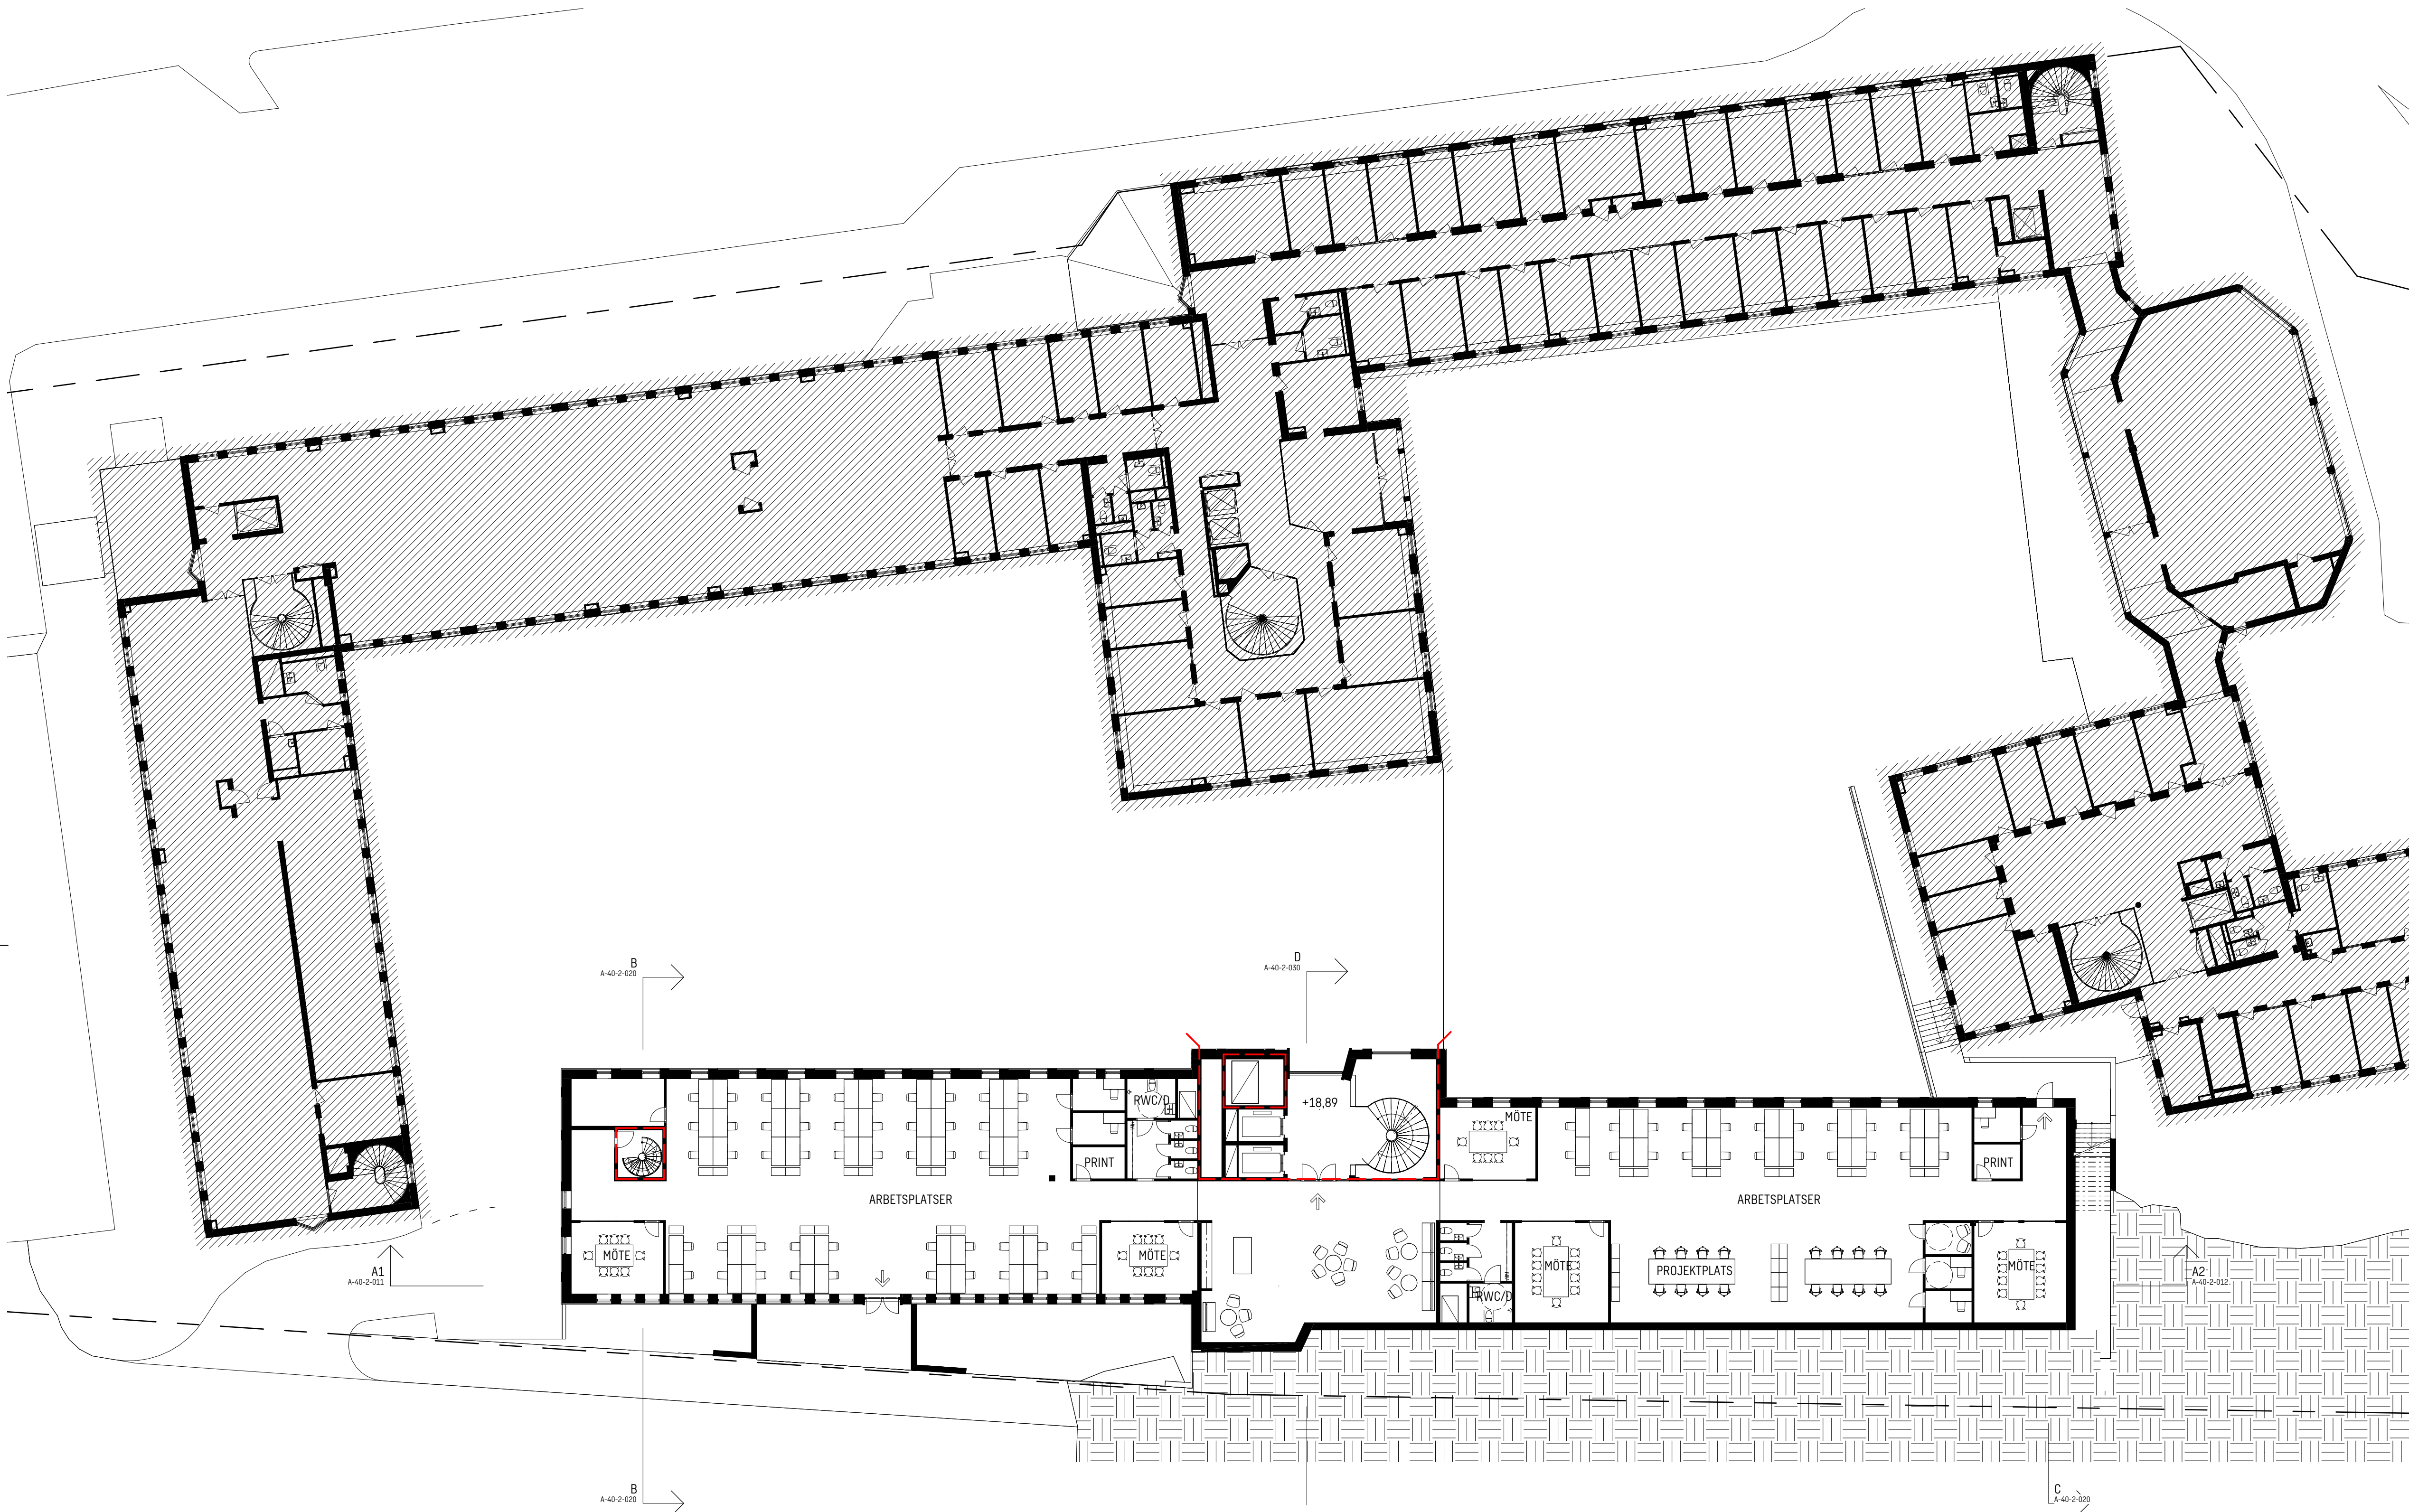 B
A-40-2-020
D
A-40-2-030
RWC/D
+18,89
MÖTE
PRINT
PRINT
ARBETSPLATSER
ARBETSPLATSER
MÖTE
MÖTE
MÖTE
PROJEKTPLATS
MÖTE
A1
A-40-2-011
A2
A-40-2-012
RWC/D
B
A-40-2-020
C
A-40-2-020